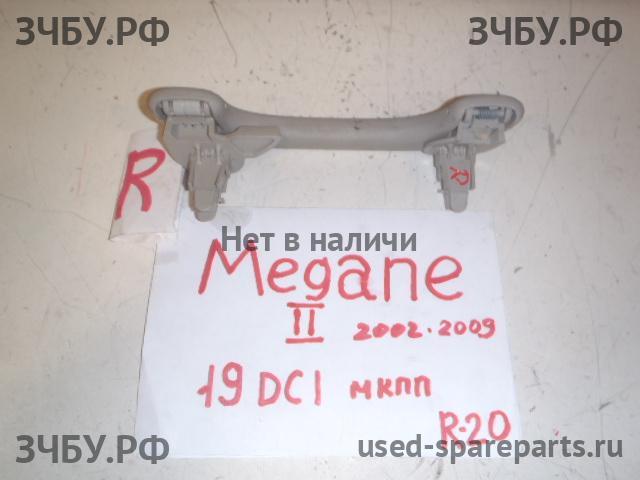 ЗЧБУ.РФ
ЗЧБУ.РФ
R
R
Нет в наличи
Megane
II 2002.2009
19 DCI мкпп
R-20
ЗЧБУ.РФ
used-spareparts.ru